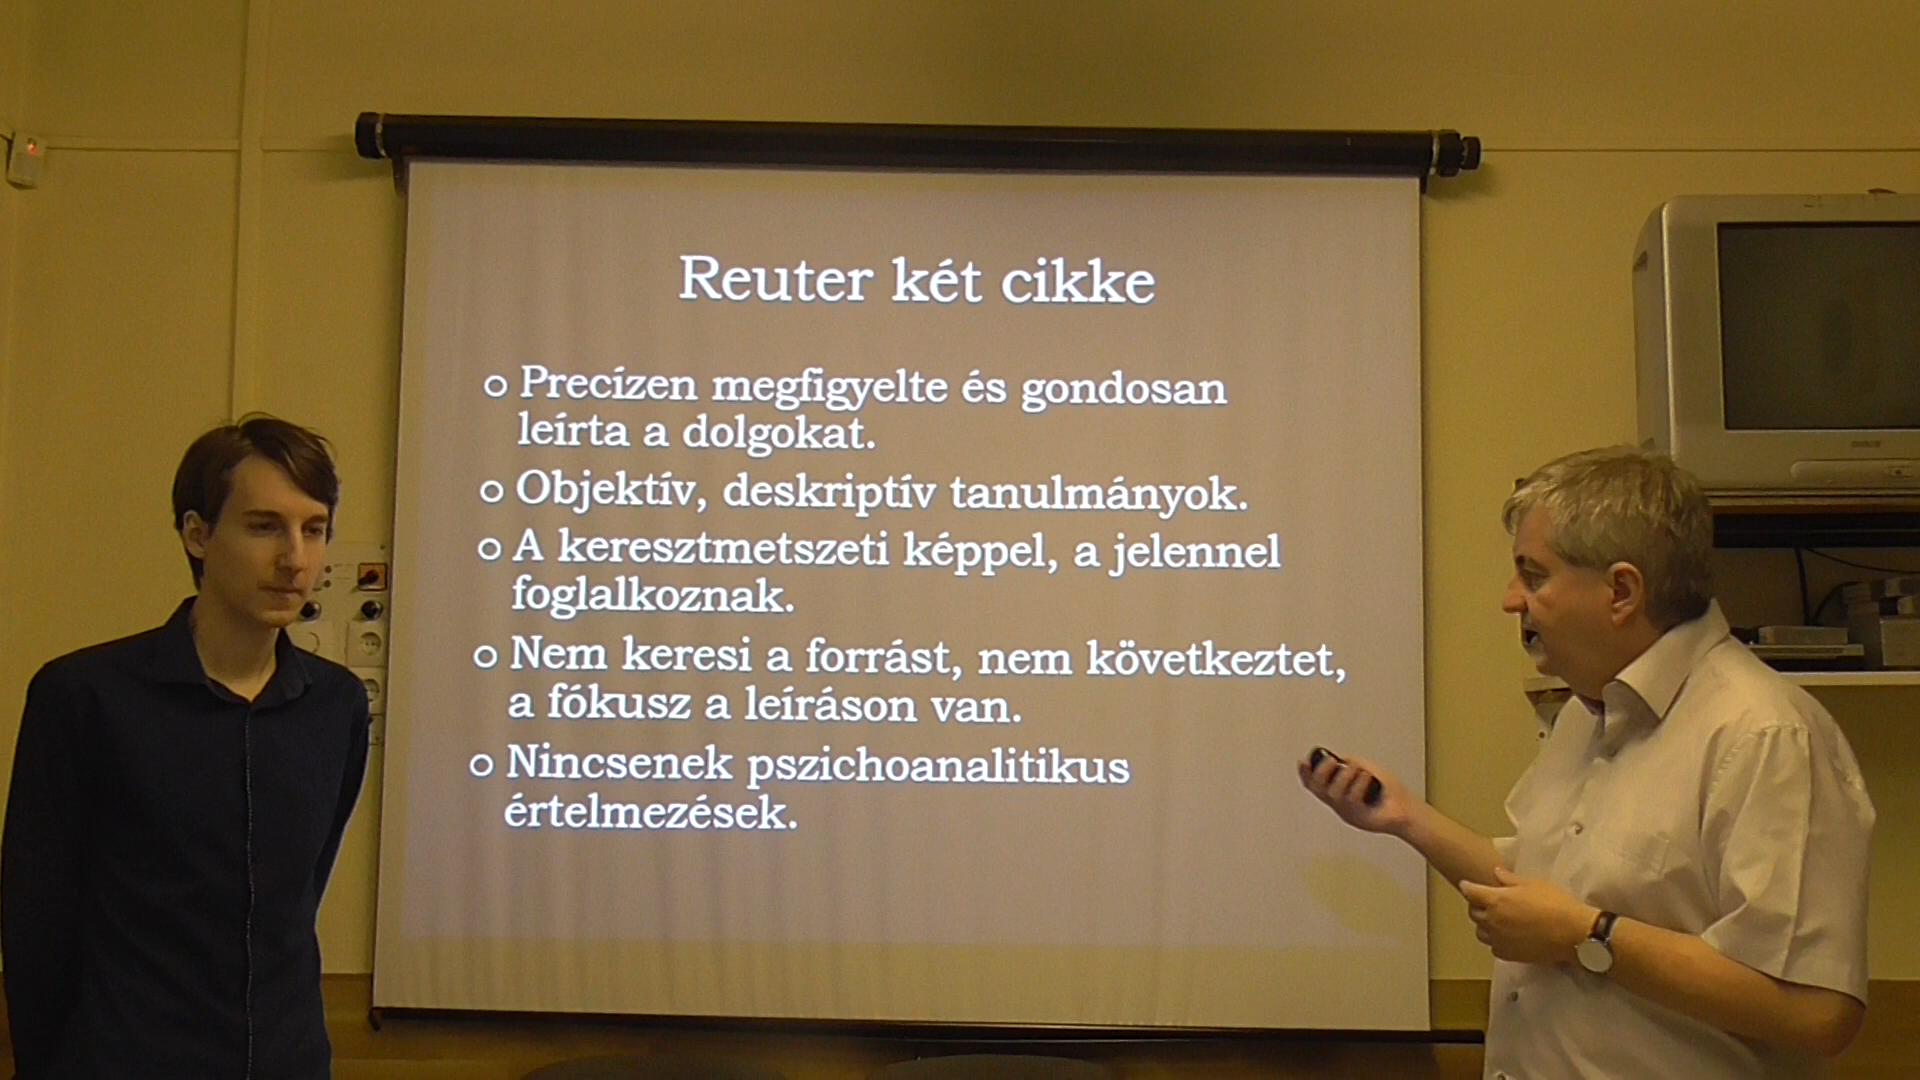 Reuter két cikke
o Precízen megfigyelte és gondosan
leírta a dolgokat.
o Objektív, deskriptív tanulmányok.
o A keresztmetszeti képpel, a jelennel
foglalkoznak.
o Nem keresi a forrást, nem következtet,
a fókusz a leíráson van.
o Nincsenek pszichoanalitikus
értelmezések.